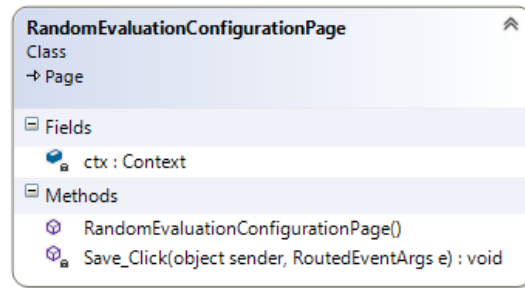 RandomEvaluationConfigurationPage
Class
Page
Fields
ctx : Context
Methods
RandomEvaluationConfigurationPage()
Save_Click(object sender, RoutedEventArgs e) : void